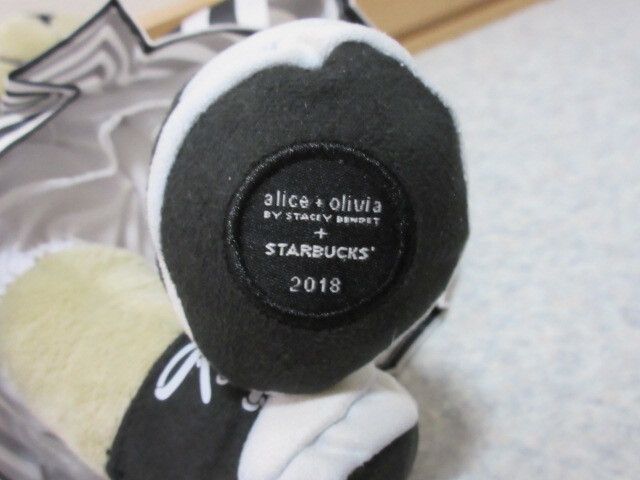 alice + olivia
BY STACEY BENDET
+
STARBUCKS®
2018